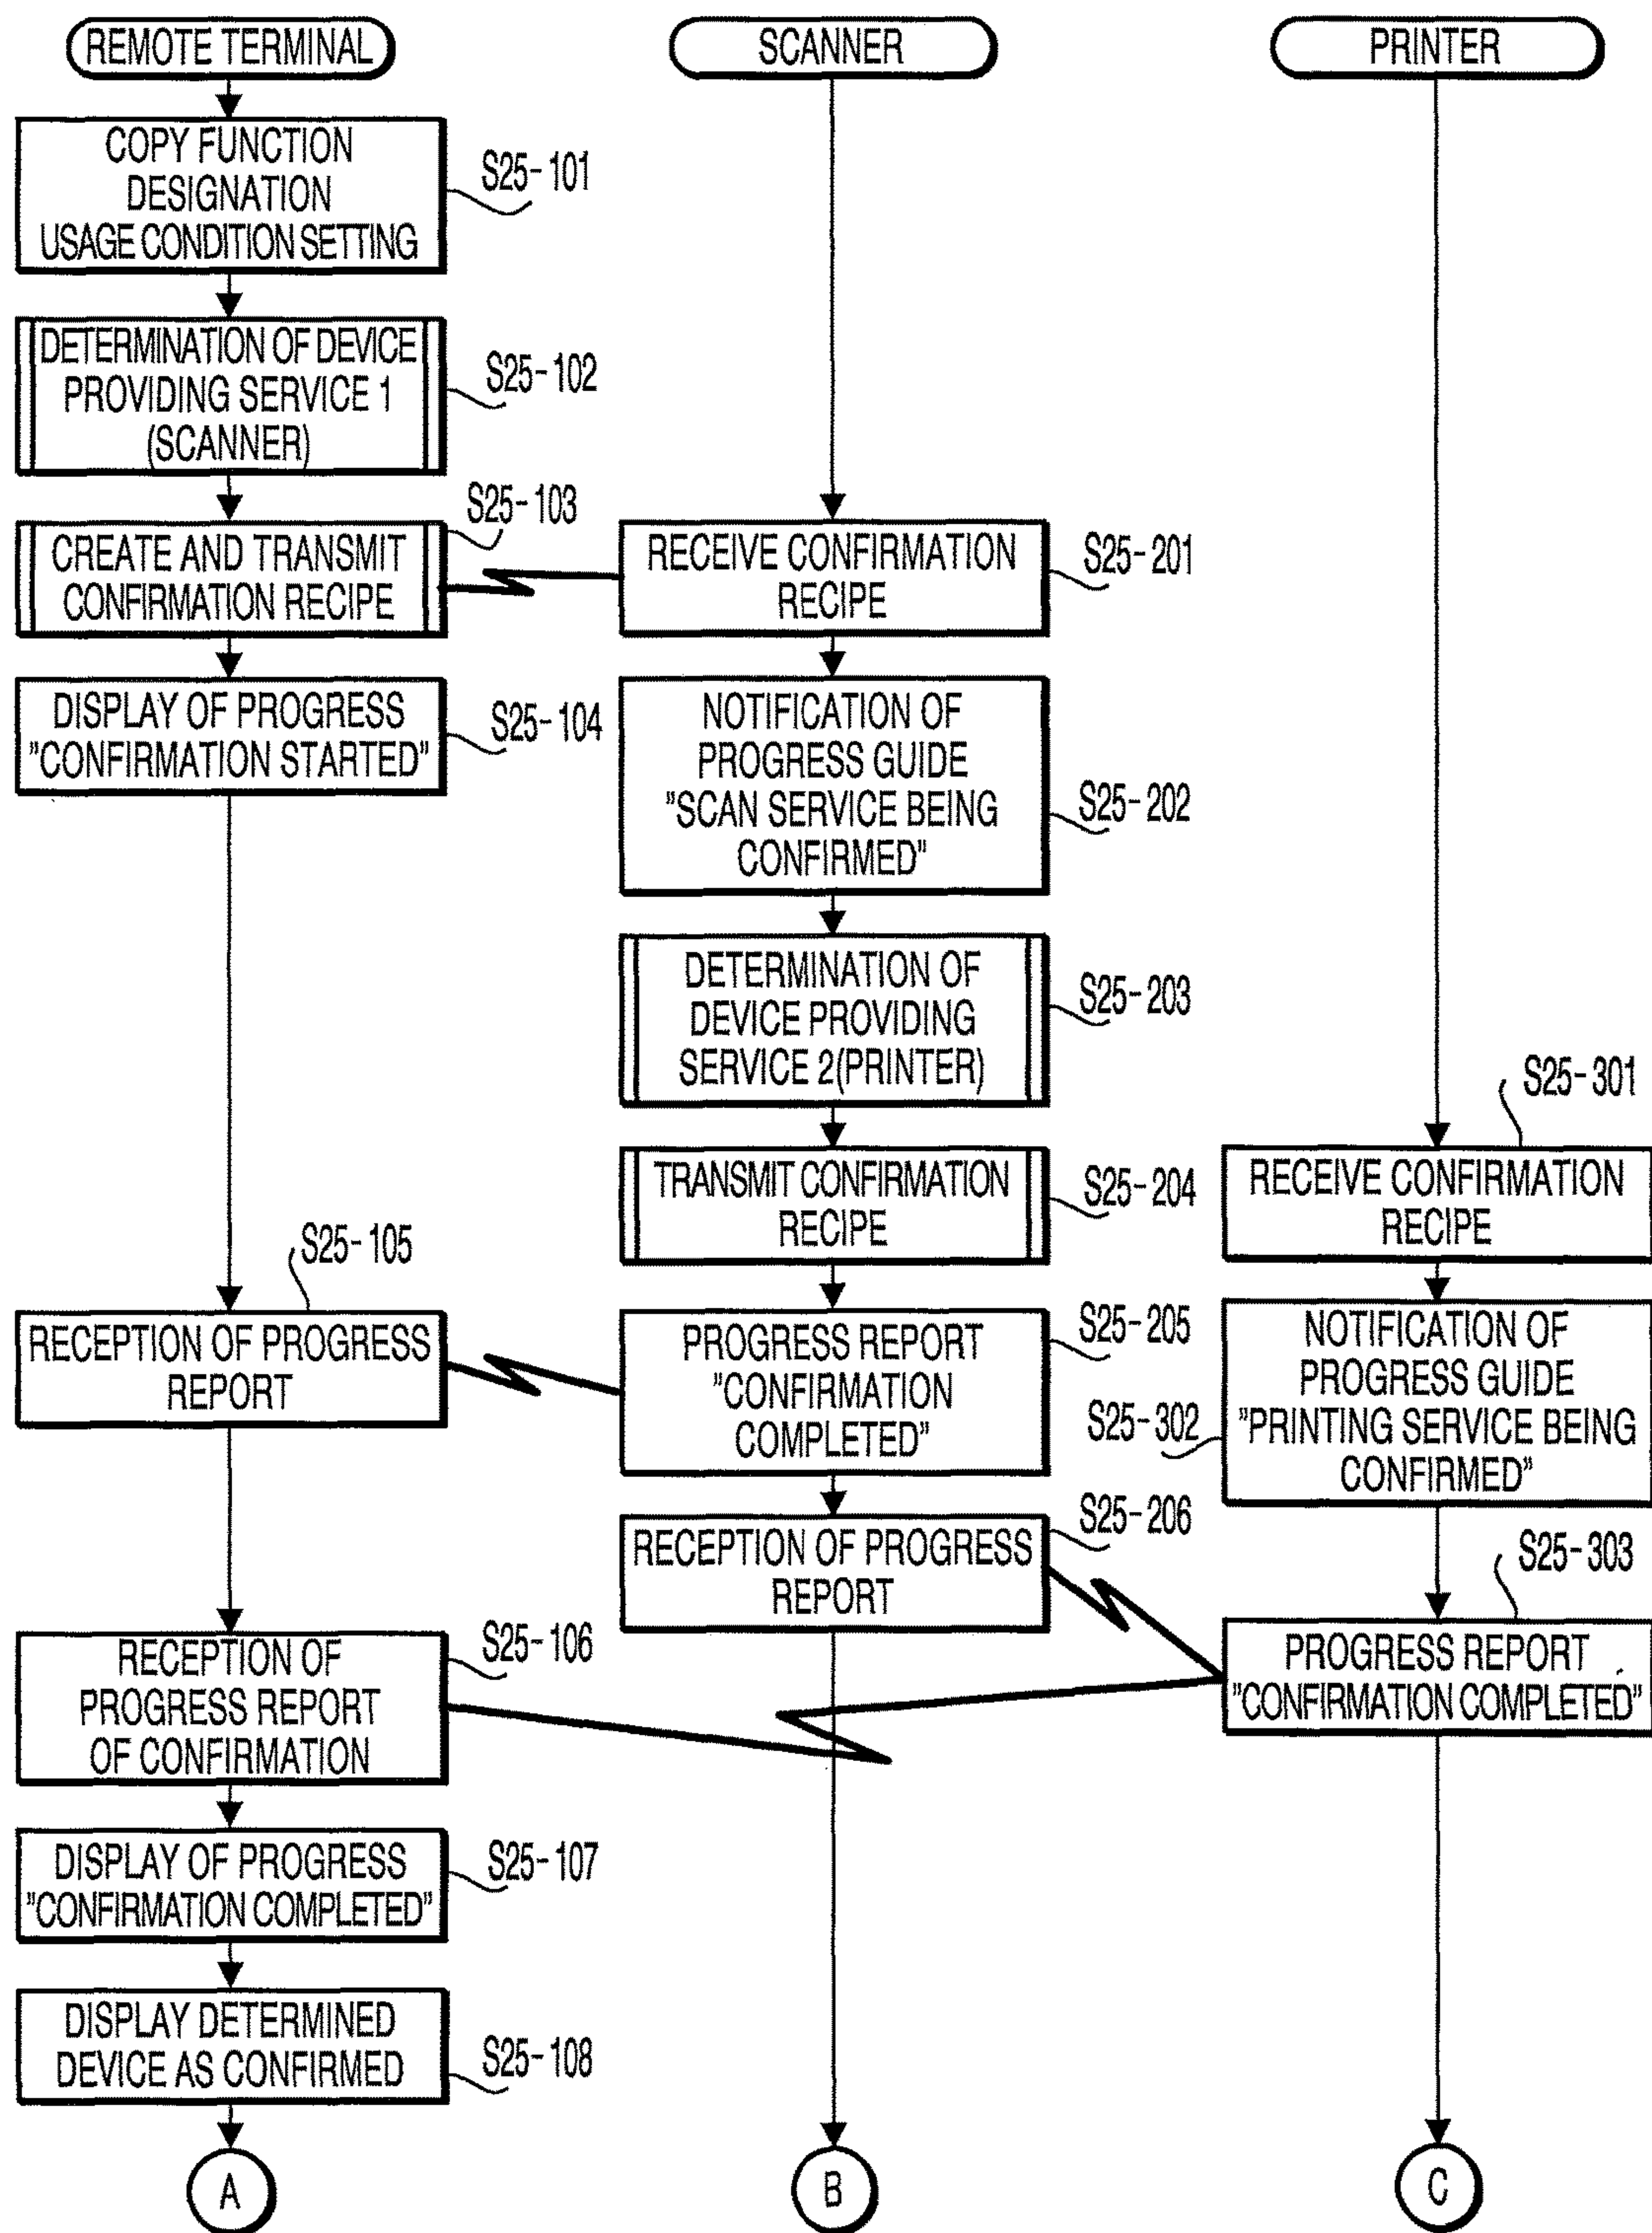 REMOTE TERMINAL
COPY FUNCTION
DESIGNATION
USAGE CONDITION SETTING
S25-101
DETERMINATION OF DEVICE
PROVIDING SERVICE 1
(SCANNER)
S25-102
CREATE AND TRANSMIT
CONFIRMATION RECIPE
S25-103
DISPLAY OF PROGRESS
"CONFIRMATION STARTED"
S25-104
RECEPTION OF PROGRESS
REPORT
S25-105
RECEPTION OF
PROGRESS REPORT
OF CONFIRMATION
S25-106
DISPLAY OF PROGRESS
"CONFIRMATION COMPLETED"
S25-107
DISPLAY DETERMINED
DEVICE AS CONFIRMED
S25-108
A
SCANNER
RECEIVE CONFIRMATION
RECIPE
S25-201
NOTIFICATION OF
PROGRESS GUIDE
"SCAN SERVICE BEING
CONFIRMED"
S25-202
DETERMINATION OF
DEVICE PROVIDING
SERVICE 2(PRINTER)
S25-203
TRANSMIT CONFIRMATION
RECIPE
S25-204
PROGRESS REPORT
"CONFIRMATION
COMPLETED"
S25-205
RECEPTION OF PROGRESS
REPORT
S25-206
B
PRINTER
S25-301
RECEIVE CONFIRMATION
RECIPE
NOTIFICATION OF
PROGRESS GUIDE
"PRINTING SERVICE BEING
CONFIRMED"
S25-302
S25-303
PROGRESS REPORT
"CONFIRMATION COMPLETED"
C